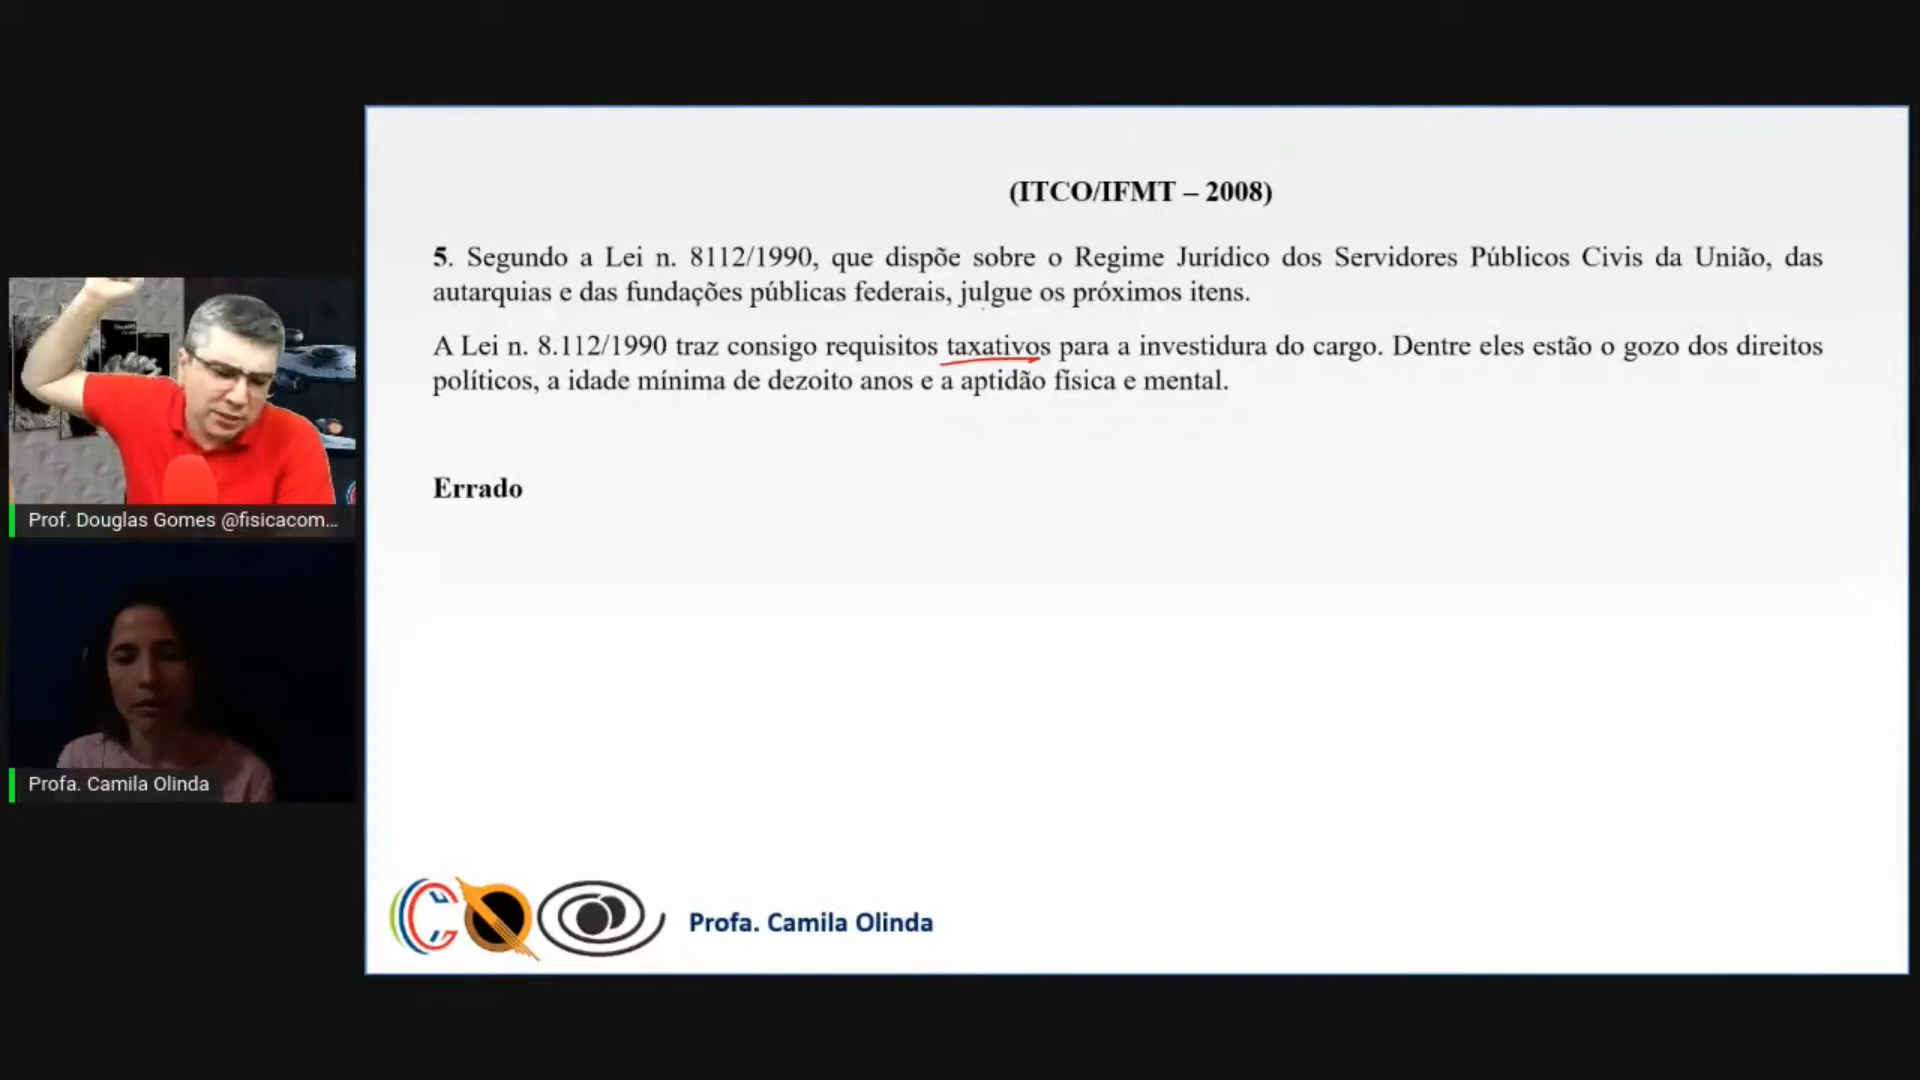 (ITCO/IFMT – 2008)
5. Segundo a Lei n. 8112/1990, que dispõe sobre o Regime Jurídico dos Servidores Públicos Civis da União, das
autarquias e das fundações públicas federais, julgue os próximos itens.
A Lei n. 8.112/1990 traz consigo requisitos taxativos para a investidura do cargo. Dentre eles estão o gozo dos direitos
políticos, a idade mínima de dezoito anos e a aptidão física e mental.
Errado
Prof. Douglas Gomes @fisicacom...
Profa. Camila Olinda
Profa. Camila Olinda